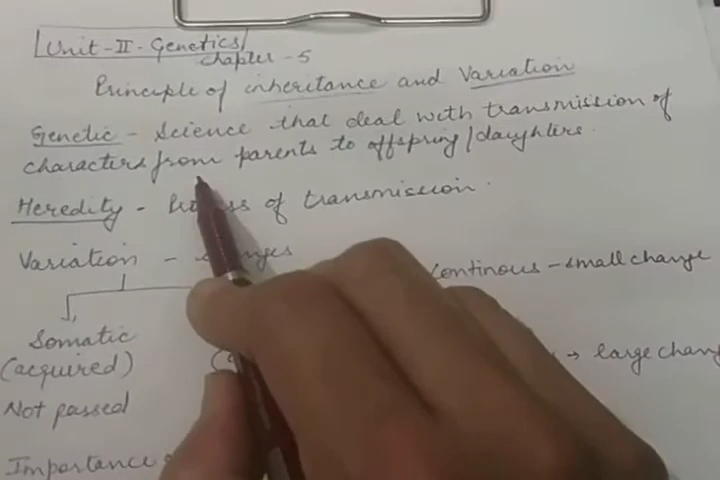 Unit-II-Genetics
chapter-5
Principle of inheritance and Variation
Genetic - Science that deal with transmission of
characters from parents to offspring/daughters.
Heredity - of transmission.
Variation -
continous - small change
Somatic
(acquired)
→ large chang
Not passed
Importance